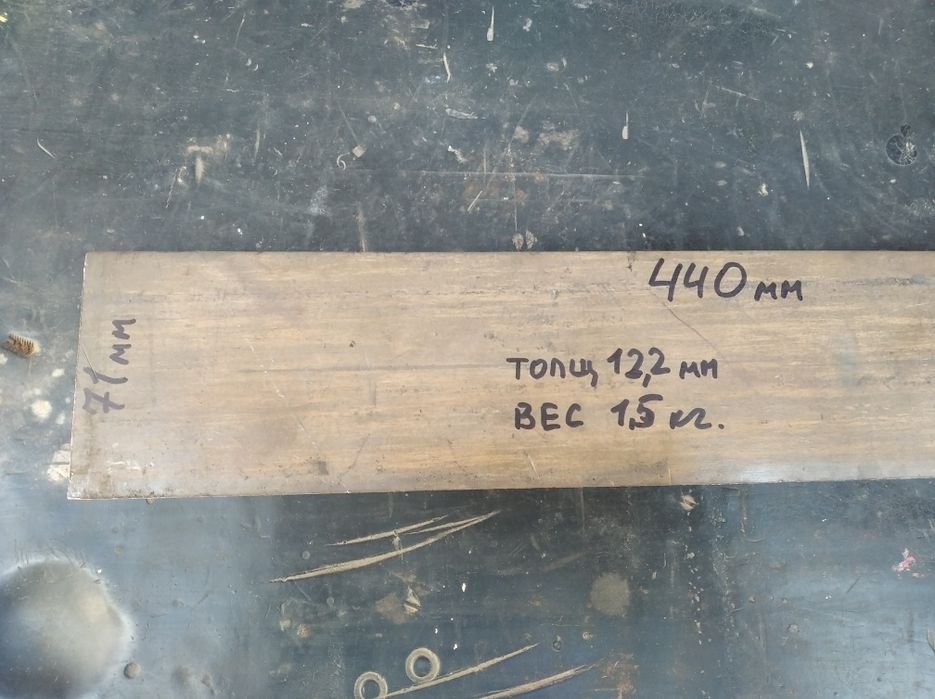 440 мм
71 мм
толщ 12,2 мм
ВЕС 1,5 кг.